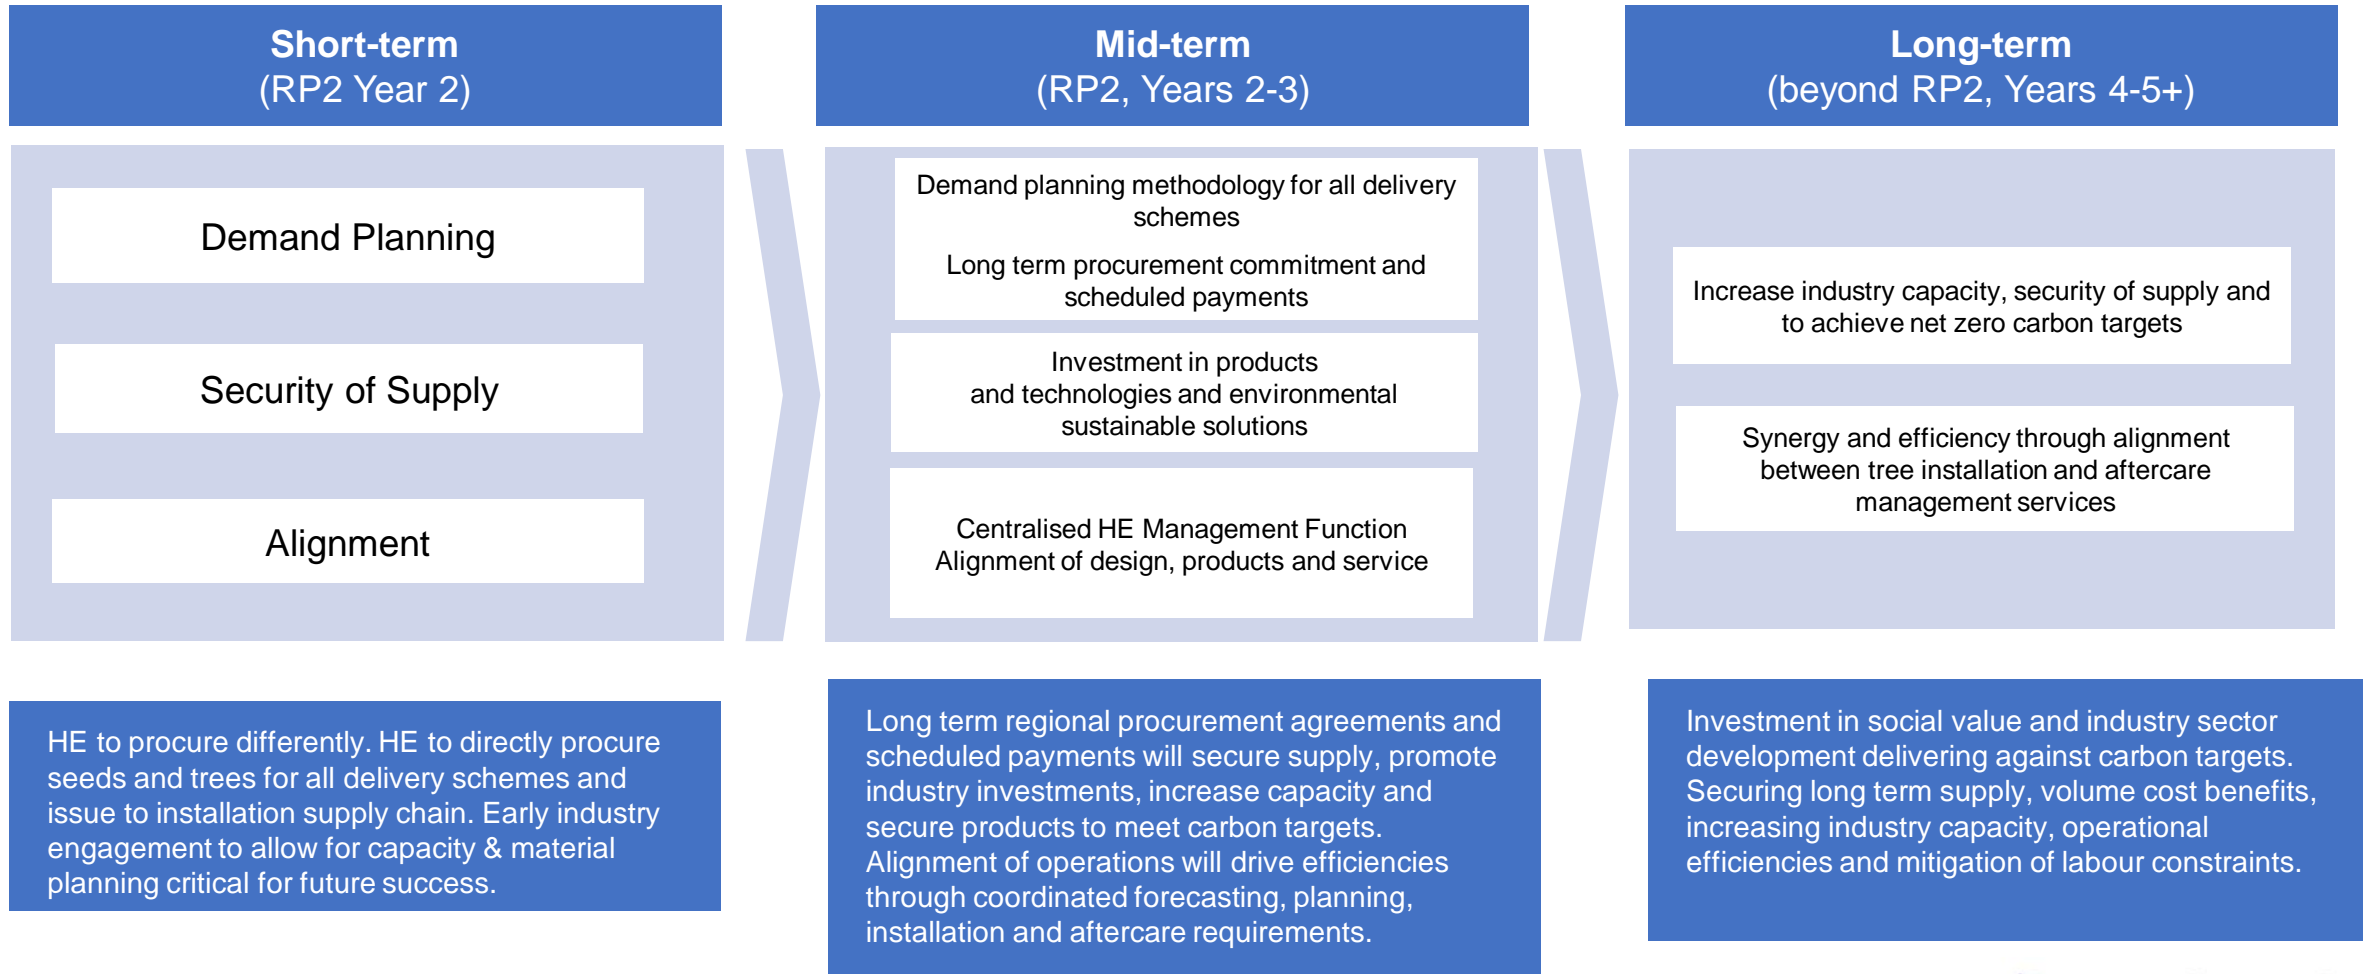 Short-term
(RP2 Year 2)
Demand Planning
Security of Supply
Alignment
HE to procure differently. HE to directly procure
seeds and trees for all delivery schemes and
issue to installation supply chain. Early industry
engagement to allow for capacity & material
planning critical for future success.
Mid-term
(RP2, Years 2-3)
Demand planning methodology for all delivery
schemes
Long term procurement commitment and
scheduled payments
Investment in products
and technologies and environmental
sustainable solutions
Centralised HE Management Function
Alignment of design, products and service
Long term regional procurement agreements and
scheduled payments will secure supply, promote
industry investments, increase capacity and
secure products to meet carbon targets.
Alignment of operations will drive efficiencies
through coordinated forecasting, planning,
installation and aftercare requirements.
Long-term
(beyond RP2, Years 4-5+)
Increase industry capacity, security of supply and
to achieve net zero carbon targets
Synergy and efficiency through alignment
between tree installation and aftercare
management services
Investment in social value and industry sector
development delivering against carbon targets.
Securing long term supply, volume cost benefits,
increasing industry capacity, operational
efficiencies and mitigation of labour constraints.